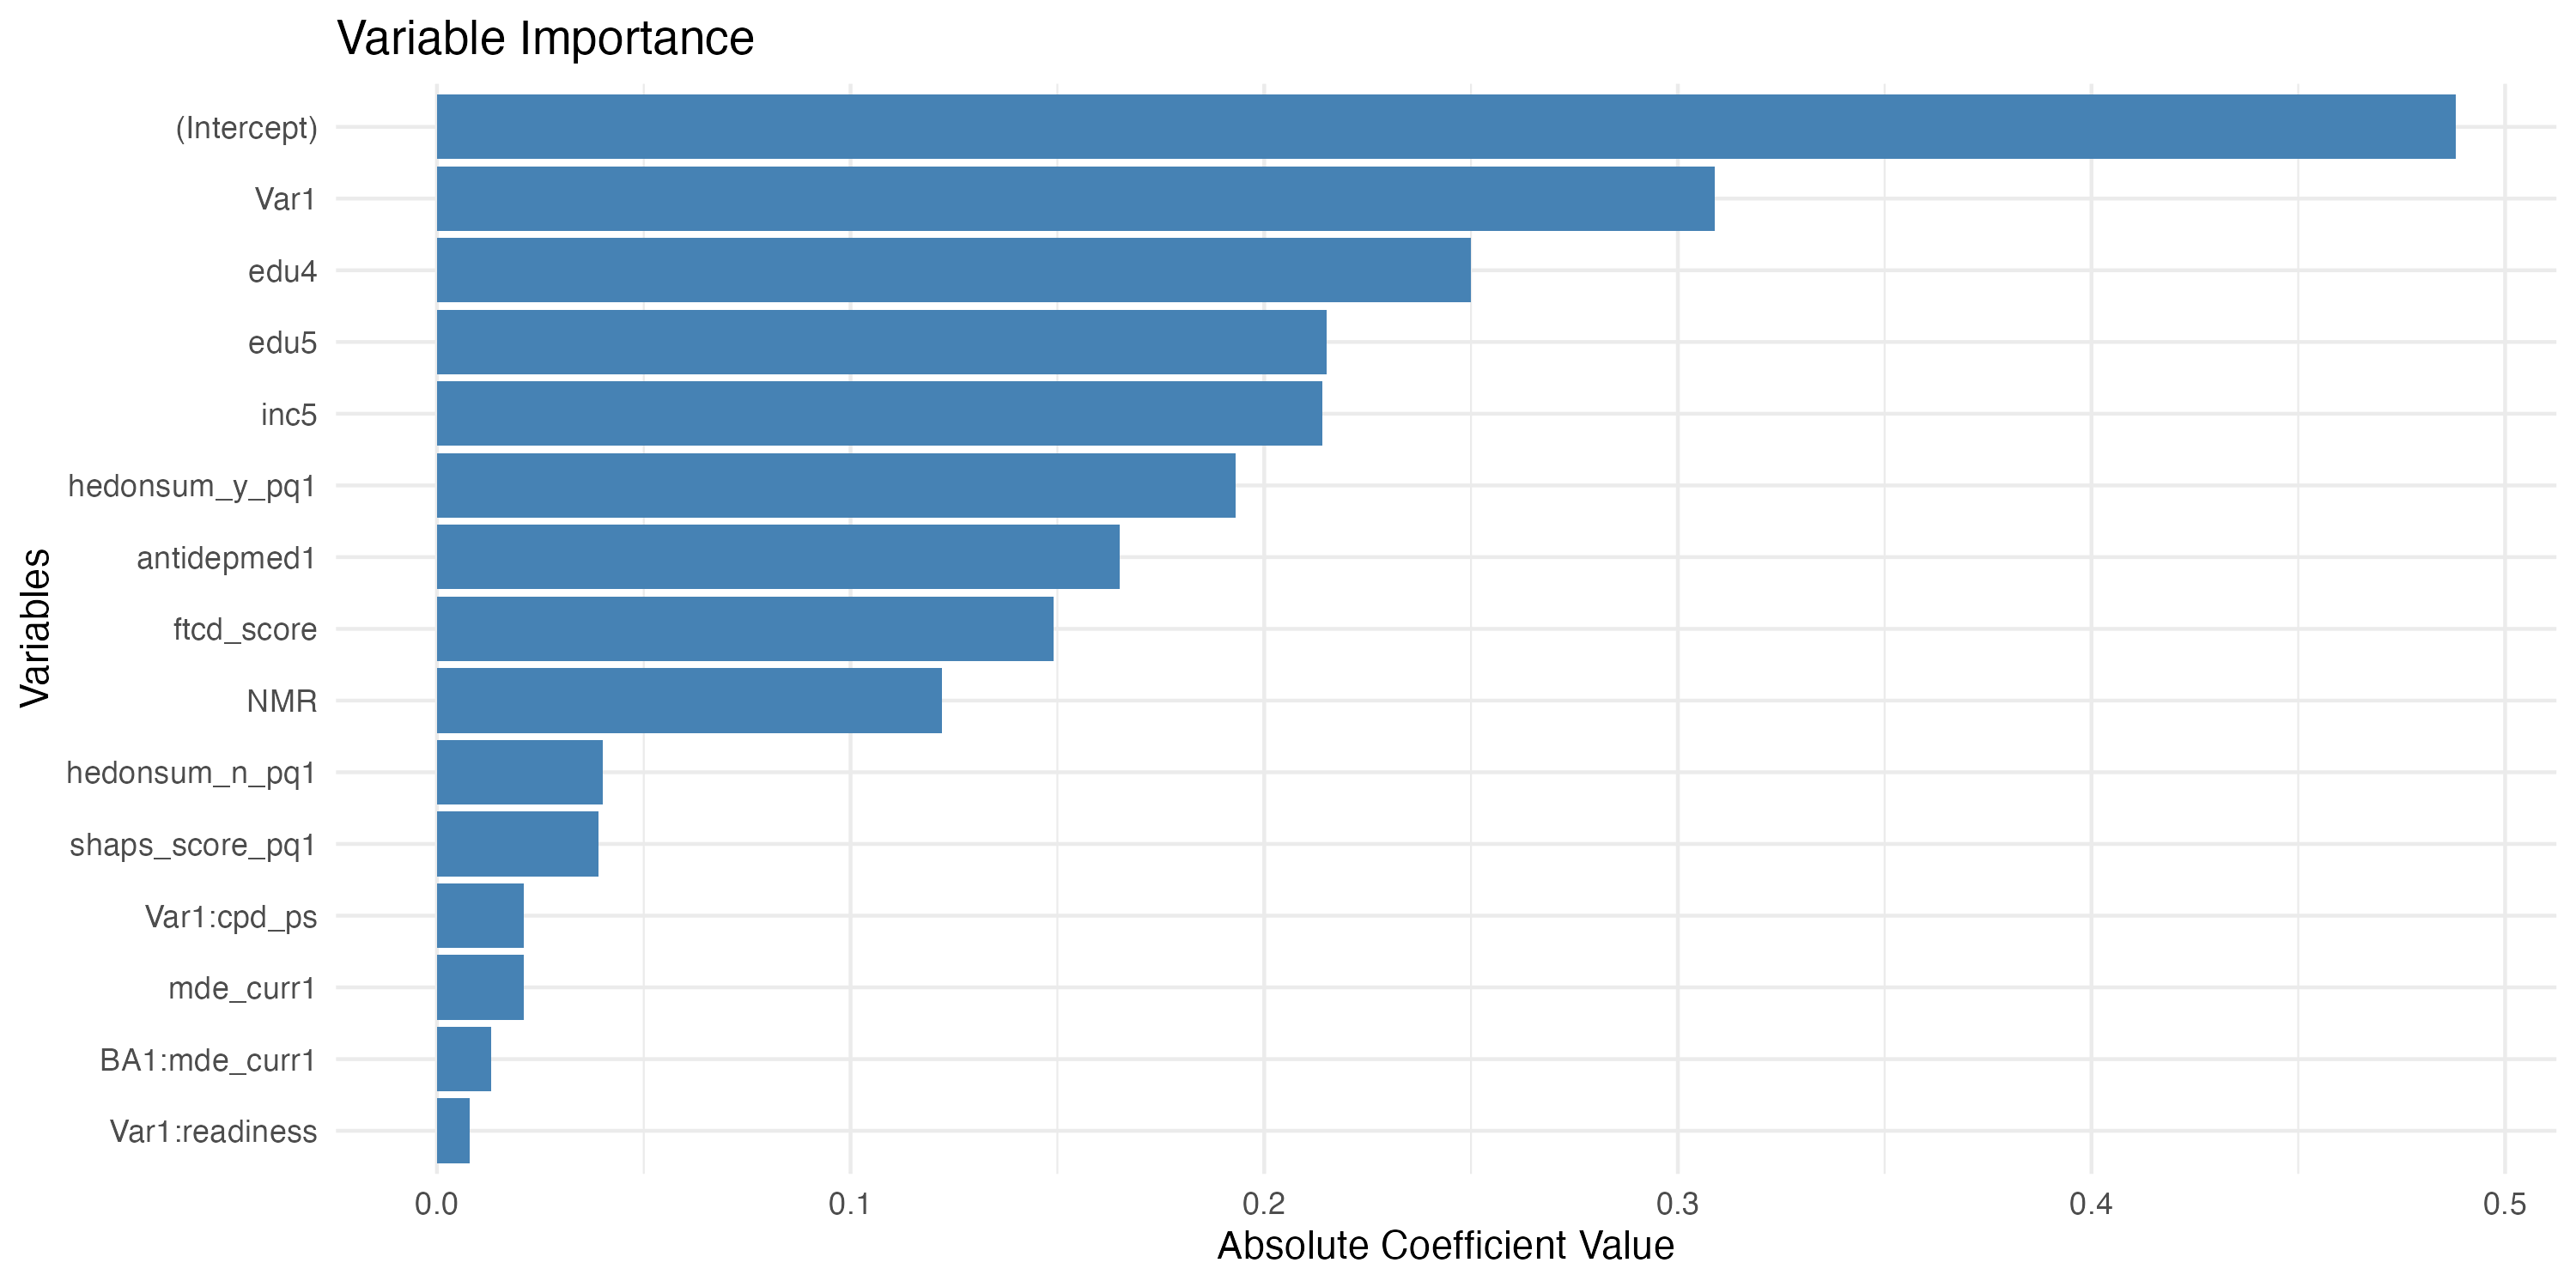 Variable Importance
Variables
(Intercept)
Var1
edu4
edu5
inc5
hedonsum_y_pq1
antidepmed1
ftcd_score
NMR
hedonsum_n_pq1
shaps_score_pq1
Var1:cpd_ps
mde_curr1
BA1:mde_curr1
Var1:readiness
0.0 0.1 0.2 0.3 0.4 0.5
Absolute Coefficient Value